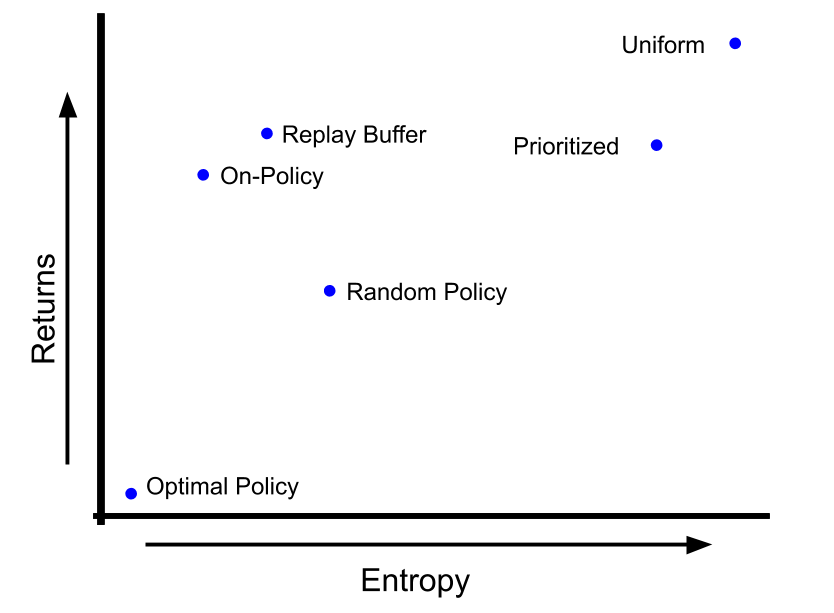 Uniform
Replay Buffer
Prioritized
On-Policy
Random Policy
Returns
Optimal Policy
Entropy